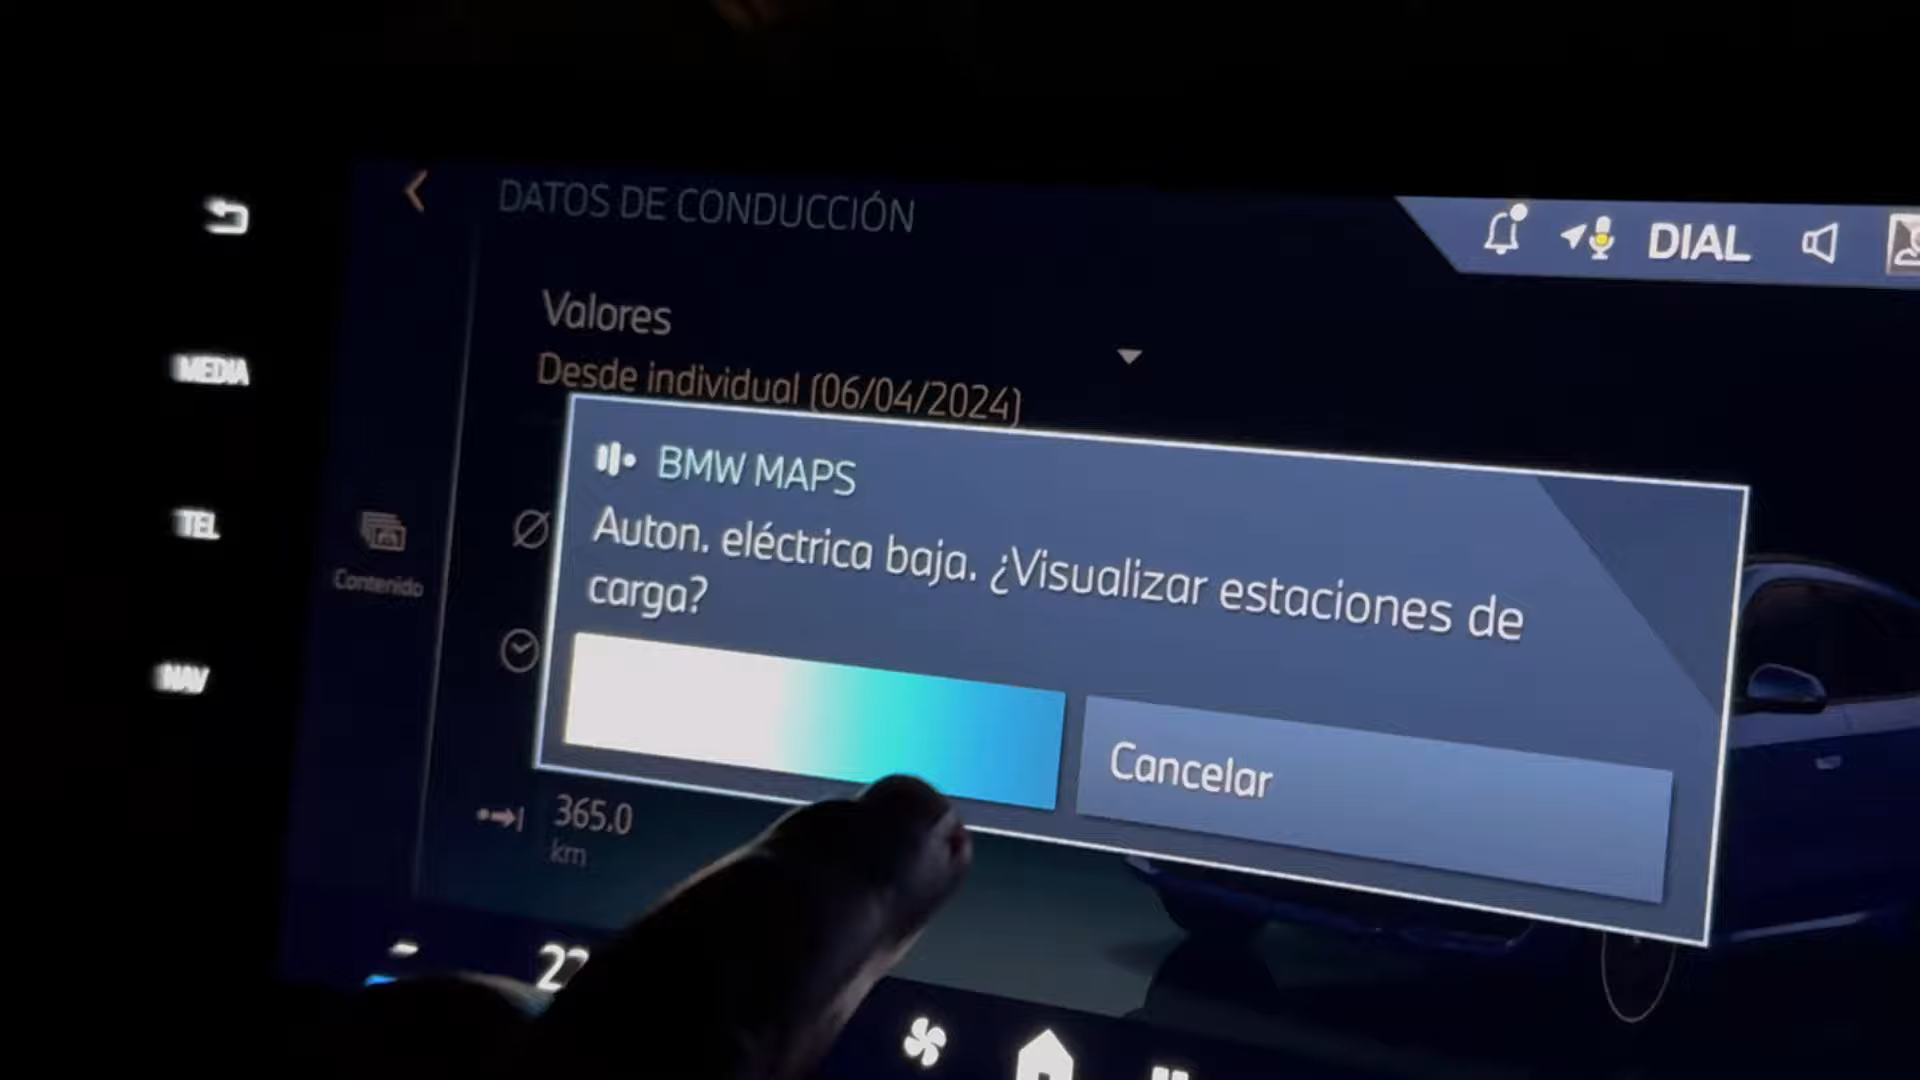 DATOS DE CONDUCCIÓN
DIAL
Valores
Desde individual (06/04/2024)
MEDIA
BMW MAPS
Auton. eléctrica baja. ¿Visualizar estaciones de
carga?
TEL
Contenido
NAV
Cancelar
365.0
km
22